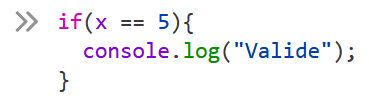 if(x == 5){
  console.log("Valide");
}